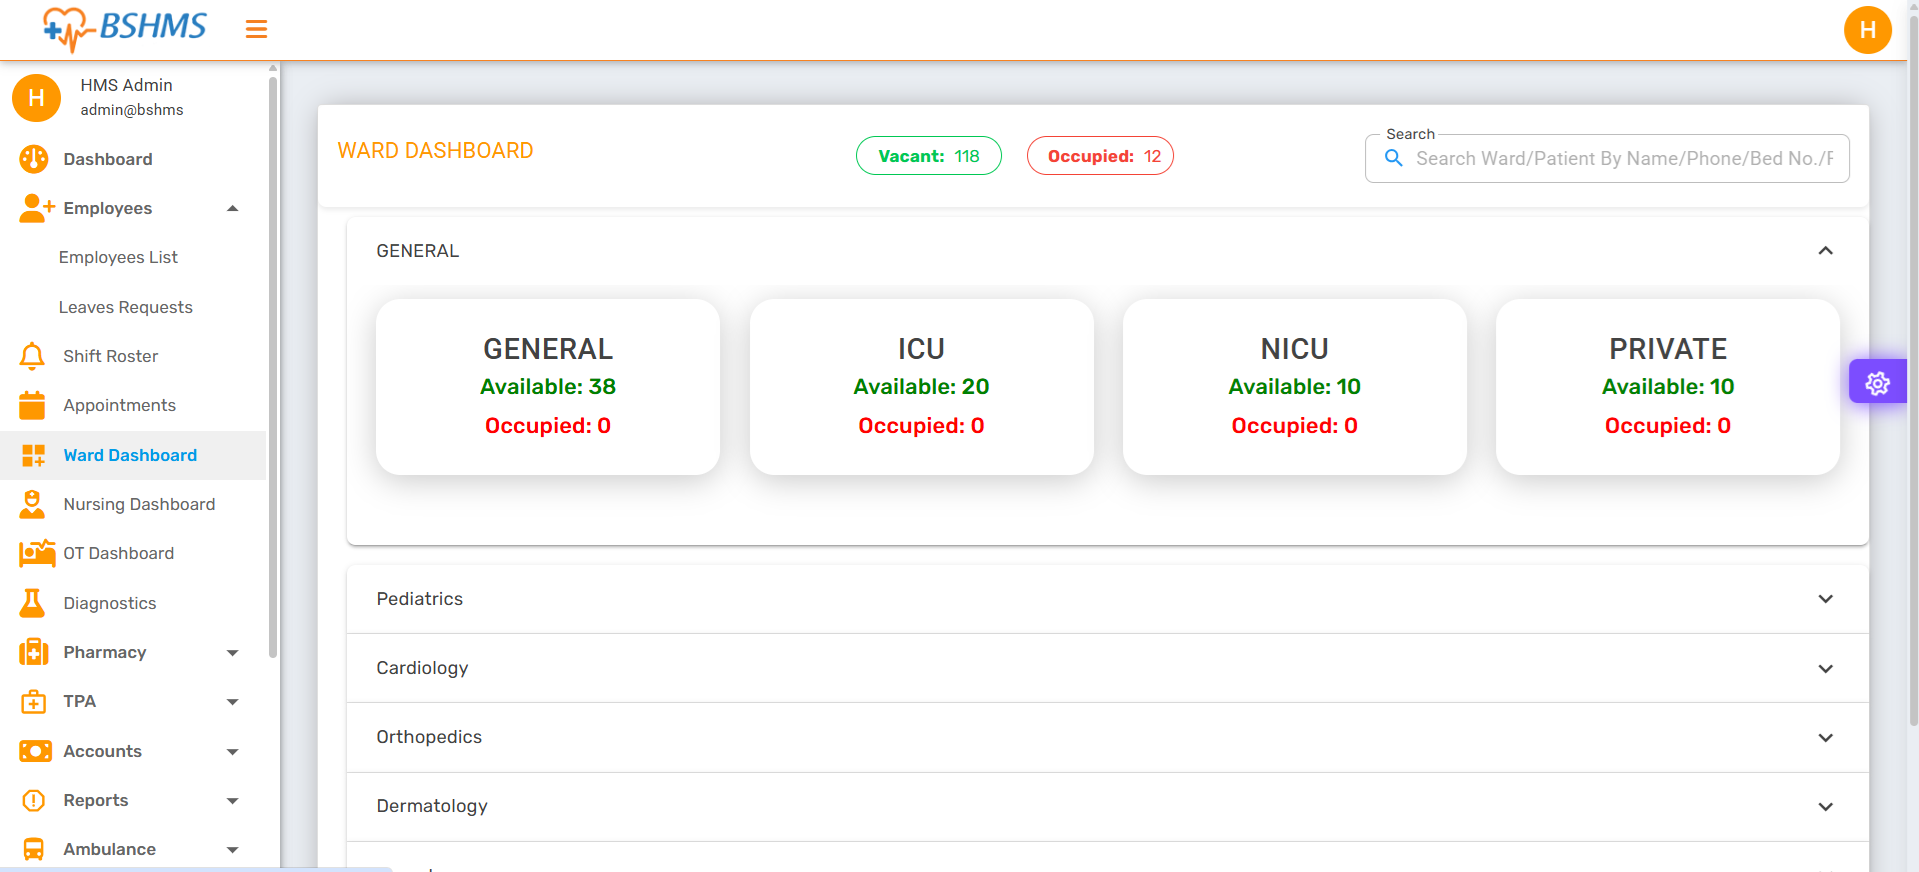 BSHMS
H
H
HMS Admin
admin@bshms
Dashboard
Employees
Employees List
Leaves Requests
Shift Roster
Appointments
Ward Dashboard
Nursing Dashboard
OT Dashboard
Diagnostics
Pharmacy
TPA
Accounts
Reports
Ambulance
WARD DASHBOARD
Vacant: 118
Occupied: 12
Search
Search Ward/Patient By Name/Phone/Bed No./F
GENERAL
GENERAL
Available: 38
Occupied: 0
ICU
Available: 20
Occupied: 0
NICU
Available: 10
Occupied: 0
PRIVATE
Available: 10
Occupied: 0
Pediatrics
Cardiology
Orthopedics
Dermatology